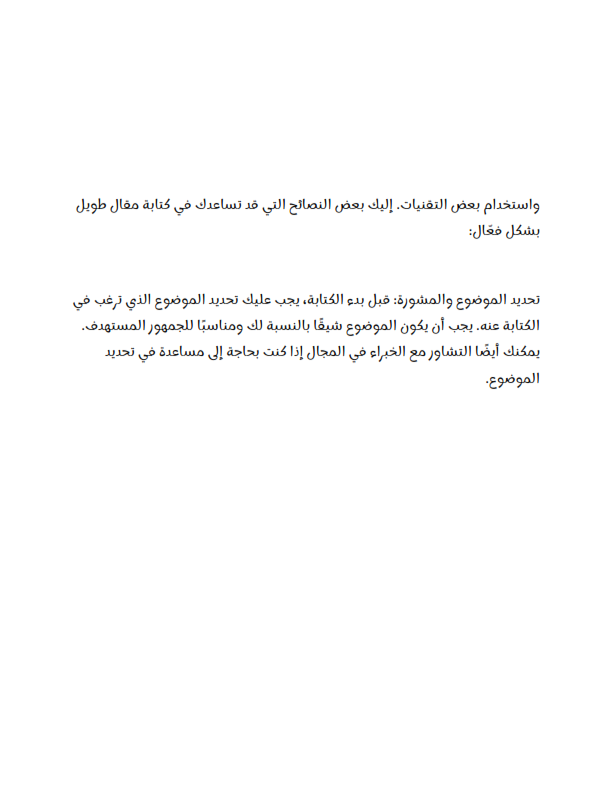 واستخدام بعض التقنيات. إليك بعض النصائح التي قد تساعدك في كتابة مقال طويل
بشكل فعّال:
تحديد الموضوع والمشورة: قبل بدء الكتابة، يجب عليك تحديد الموضوع الذي ترغب في
الكتابة عنه. يجب أن يكون الموضوع شيقًا بالنسبة لك ومناسبًا للجمهور المستهدف.
يمكنك أيضًا التشاور مع الخبراء في المجال إذا كنت بحاجة إلى مساعدة في تحديد
الموضوع.